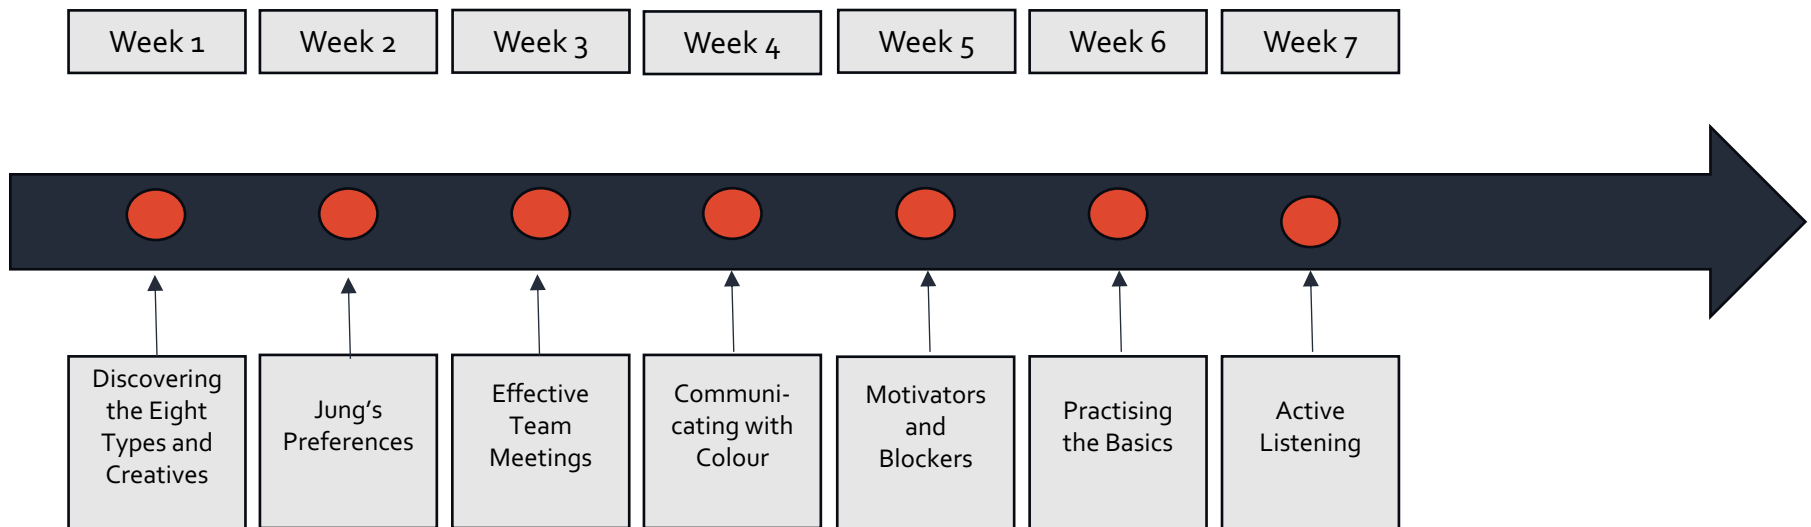 Week 1
Week 2
Week 3
Week 4
Week 5
Week 6
Week 7
Discovering
the Eight
Types and
Creatives
Jung’s
Preferences
Effective
Team
Meetings
Communi-
cating with
Colour
Motivators
and
Blockers
Practising
the Basics
Active
Listening